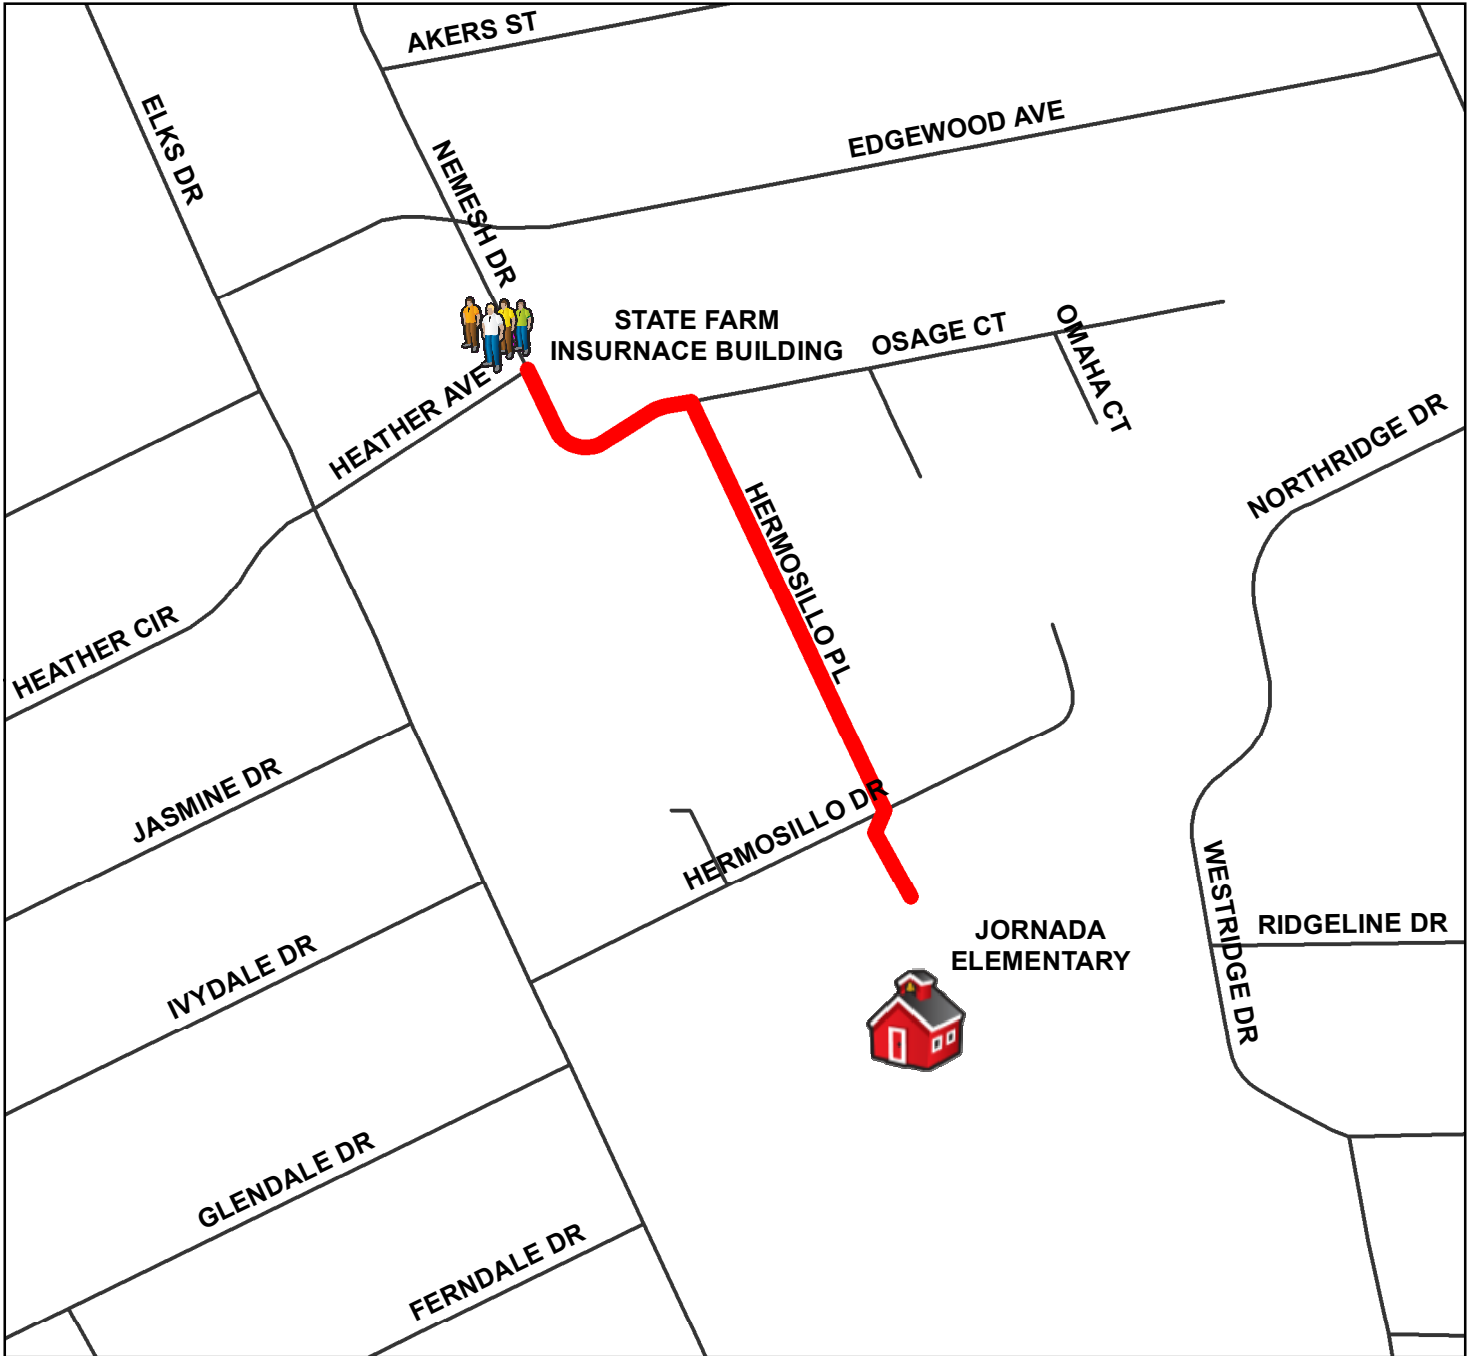 AKERS ST
ELKS DR
EDGEWOOD AVE
NEMESH DR
STATE FARM
INSURNACE BUILDING
OSAGE CT
OMAHA CT
HEATHER AVE
NORTHRIDGE DR
HERMOSILLO PL
HEATHER CIR
JASMINE DR
HERMOSILLO DR
WESTRIDGE DR
RIDGELINE DR
JORNADA
ELEMENTARY
IVYDALE DR
GLENDALE DR
FERNDALE DR